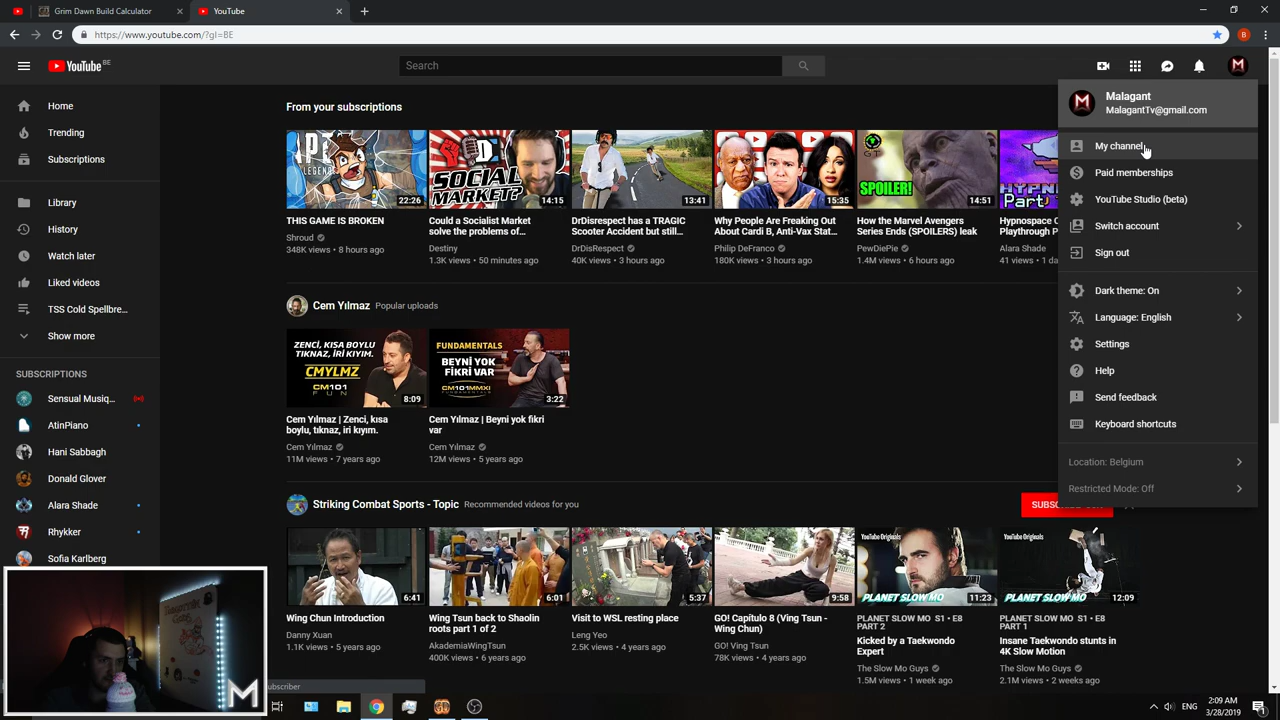 Grim Dawn Build Calculator
YouTube
https://www.youtube.com/?gl=BE
B
YouTube BE
Search
Malagant
MalagantTv@gmail.com
My channel
Paid memberships
YouTube Studio (beta)
Switch account
Sign out
Dark theme: On
Language: English
Settings
Help
Send feedback
Keyboard shortcuts
Location: Belgium
Restricted Mode: Off
Home
Trending
Subscriptions
Library
History
Watch later
Liked videos
TSS Cold Spellbre...
Show more
SUBSCRIPTIONS
Sensual Musiq...
AtinPiano
Hani Sabbagh
Donald Glover
Alara Shade
Rhykker
Sofia Karlberg
From your subscriptions
22:26
SOCIAL MARKET?
14:15
13:41
15:35
GT
SPOILER!
14:51
HYPN
Part
THIS GAME IS BROKEN
Shroud
348K views • 8 hours ago
Could a Socialist Market
solve the problems of...
Destiny
1.3K views • 50 minutes ago
DrDisrespect has a TRAGIC
Scooter Accident but still...
DrDisRespect
40K views • 3 hours ago
Why People Are Freaking Out
About Cardi B, Anti-Vax Stat...
Philip DeFranco
180K views • 3 hours ago
How the Marvel Avengers
Series Ends (SPOILERS) leak
PewDiePie
1.4M views • 6 hours ago
Hypnospace
Playthrough P
Alara Shade
41 views • 1 da
Cem Yılmaz Popular uploads
ZENCİ, KISA BOYLU
TIKNAZ, İRİ KIYIM.
CMYLMZ
CM101
FUN
8:09
FUNDAMENTALS
BEYNİ YOK
FİKRİ VAR
CM101MMXI
FUNDAMENTALS
3:22
Cem Yılmaz | Zenci, kısa
boylu, tıknaz, iri kıyım.
Cem Yılmaz
11M views • 7 years ago
Cem Yılmaz | Beyni yok fikri
var
Cem Yılmaz
12M views • 5 years ago
Striking Combat Sports - Topic Recommended videos for you
6:41
6:01
5:37
9:58
YouTube Originals
PLANET SLOW MO
PART 2
11:23
YouTube Originals
PLANET SLOW MO
PART 1
12:09
Wing Chun Introduction
Danny Xuan
1.1K views • 5 years ago
Wing Tsun back to Shaolin
roots part 1 of 2
AkademiaWingTsun
400K views • 6 years ago
Visit to WSL resting place
Leng Yeo
2.5K views • 4 years ago
GO! Capitulo 8 (Ving Tsun -
Wing Chun)
GO! Ving Tsun
78K views • 4 years ago
PLANET SLOW MO S1 • E8
Kicked by a Taekwondo
Expert
The Slow Mo Guys
1.5M views • 1 week ago
PLANET SLOW MO S1 • E8
Insane Taekwondo stunts in
4K Slow Motion
The Slow Mo Guys
2.1M views • 2 weeks ago
M
ENG
2:09 AM
3/28/2019